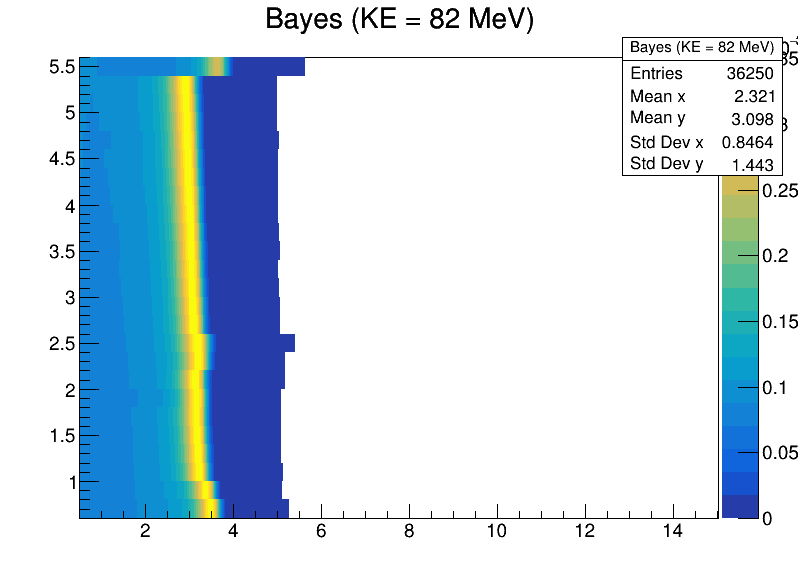 Bayes (KE = 82 MeV)
Bayes (KE = 82 MeV)
Entries 36250
Mean x 2.321
Mean y 3.098
Std Dev x 0.8464
Std Dev y 1.443
5.5
5
4.5
4
3.5
3
2.5
2
1.5
1
2 4 6 8 10 12 14
0.25
0.2
0.15
0.1
0.05
0